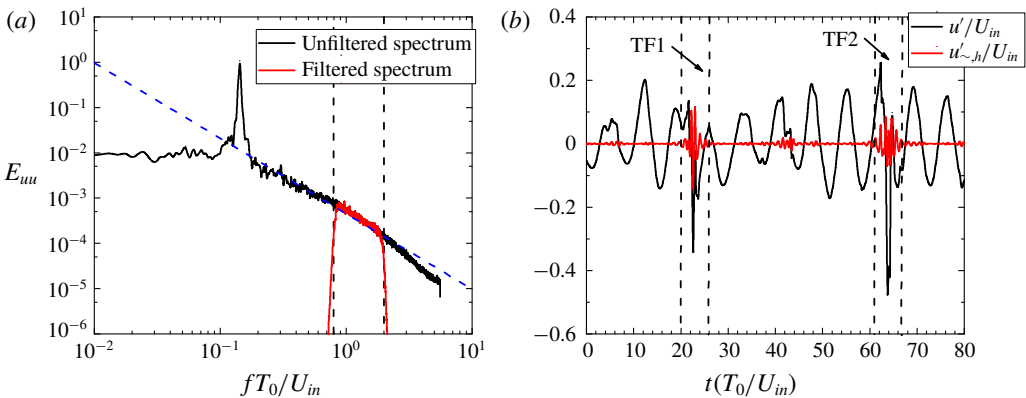 (a)
Unfiltered spectrum
Filtered spectrum
10^0
10^-1
10^-2
10^-3
10^-4
10^-5
10^-6
E_uu
10^-2
10^-1
10^0
10^1
fT_0/U_in
(b)
u′/U_in
u′_~,h/U_in
TF1
TF2
0.4
0.2
0
-0.2
-0.4
-0.6
0 10 20 30 40 50 60 70 80
t(T_0/U_in)